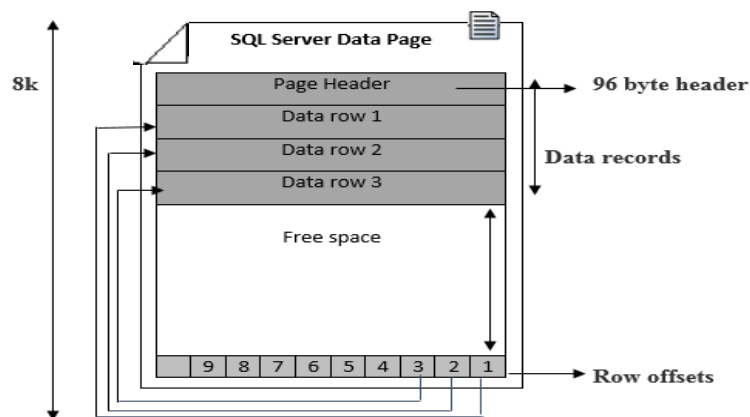 SQL Server Data Page
8k
Page Header
96 byte header
Data row 1
Data row 2
Data records
Data row 3
Free space
9 8 7 6 5 4 3 2 1
Row offsets